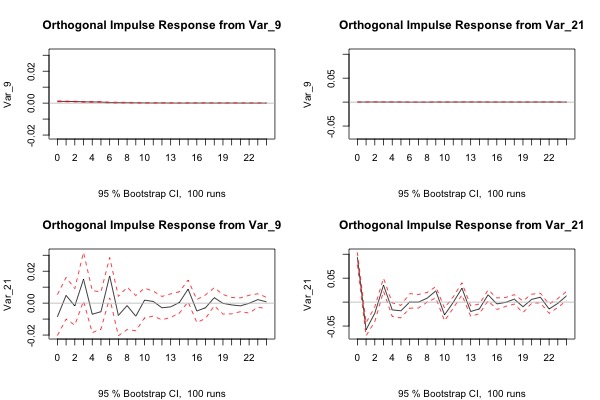 Orthogonal Impulse Response from Var_9
Var_9
0.02
0.00
-0.02
0 2 4 6 8 10 13 16 19 22
95 % Bootstrap CI, 100 runs
Orthogonal Impulse Response from Var_21
Var_9
0.05
-0.05
0 2 4 6 8 10 13 16 19 22
95 % Bootstrap CI, 100 runs
Orthogonal Impulse Response from Var_9
Var_21
0.02
0.00
-0.02
0 2 4 6 8 10 13 16 19 22
95 % Bootstrap CI, 100 runs
Orthogonal Impulse Response from Var_21
Var_21
0.05
-0.05
0 2 4 6 8 10 13 16 19 22
95 % Bootstrap CI, 100 runs